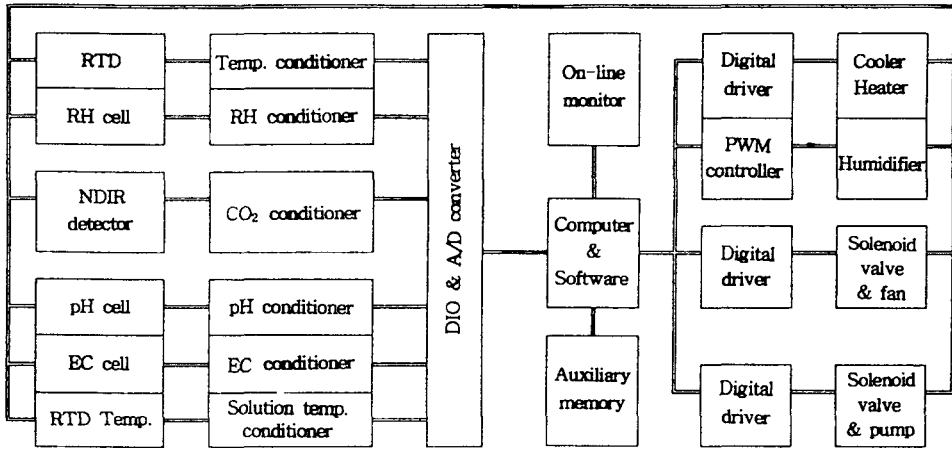 RTD
Temp. conditioner
RH cell
RH conditioner
NDIR
detector
CO₂ conditioner
pH cell
pH conditioner
EC cell
EC conditioner
RTD Temp.
Solution temp.
conditioner
DIO & A/D converter
On-line
monitor
Computer
&
Software
Auxiliary
memory
Digital
driver
Cooler
Heater
PWM
controller
Humidifier
Digital
driver
Solenoid
valve
& fan
Digital
driver
Solenoid
valve
& pump